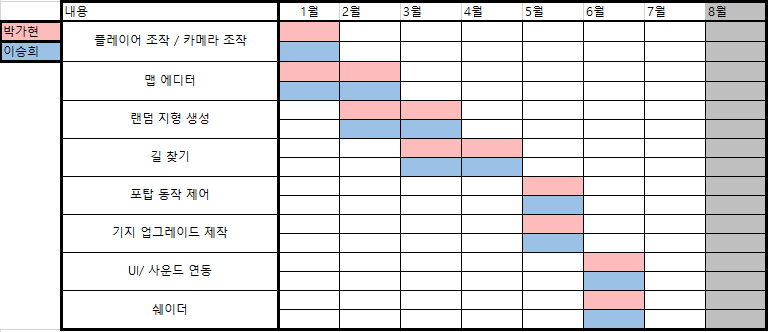 내용 1월 2월 3월 4월 5월 6월 7월 8월
박가현
이승희
플레이어 조작 / 카메라 조작
맵 에디터
랜덤 지형 생성
길 찾기
포탑 동작 제어
기지 업그레이드 제작
UI/ 사운드 연동
쉐이더